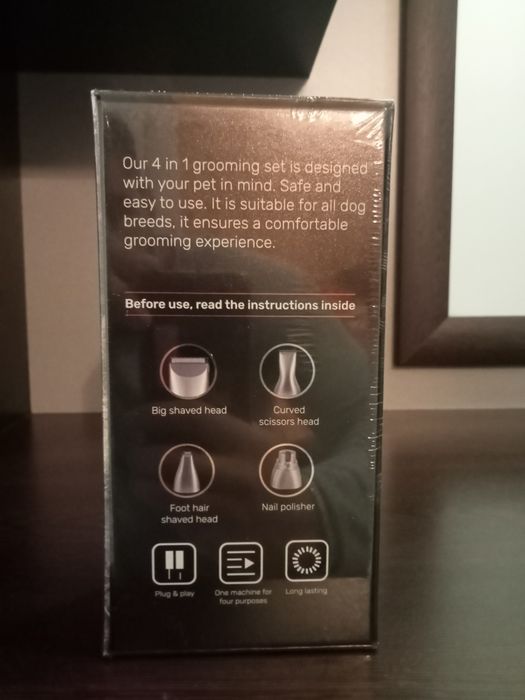 Our 4 in 1 grooming set is designed
with your pet in mind. Safe and
easy to use. It is suitable for all dog
breeds, it ensures a comfortable
grooming experience.
Before use, read the instructions inside
Big shaved head
Curved
scissors head
Foot hair
shaved head
Nail polisher
Plug & play
One machine for
four purposes
Long lasting